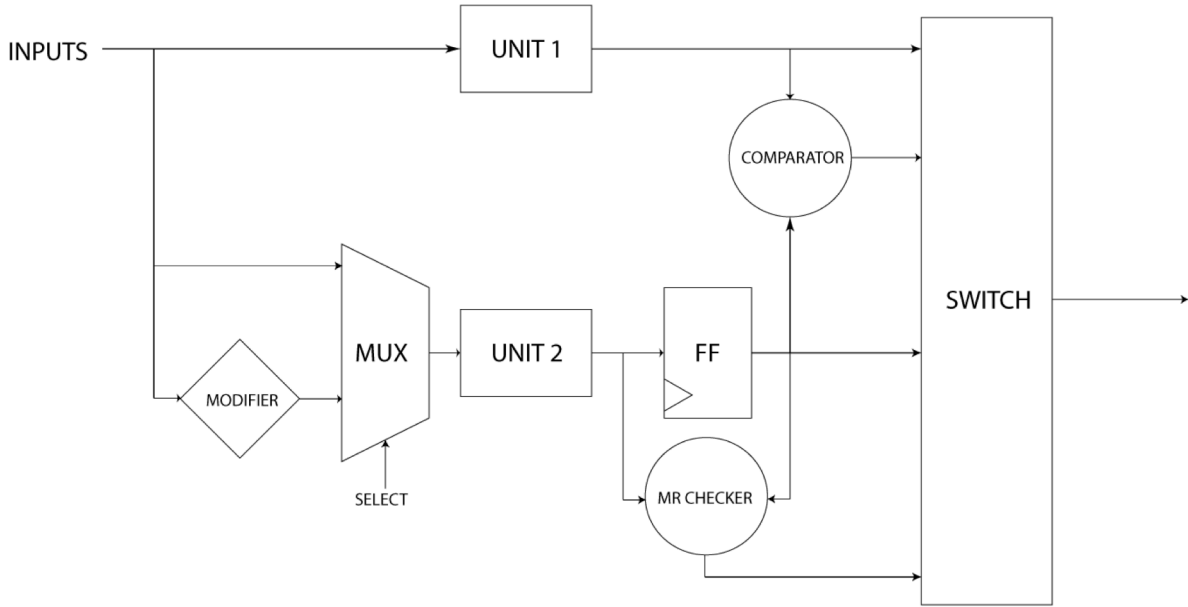 INPUTS
UNIT 1
COMPARATOR
SWITCH
MUX
UNIT 2
FF
MODIFIER
SELECT
MR CHECKER